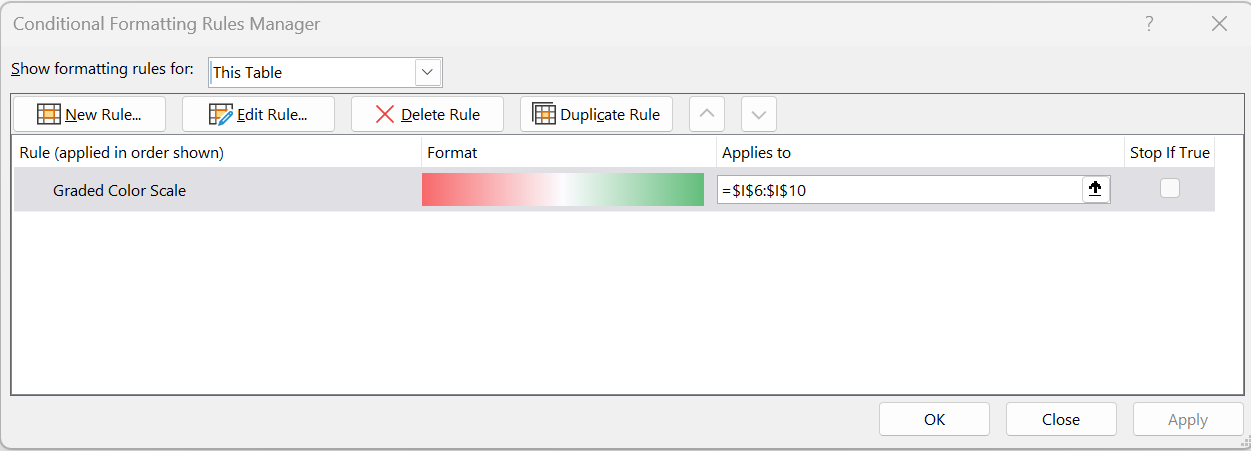 Conditional Formatting Rules Manager ?
Show formatting rules for: This Table
New Rule... Edit Rule... Delete Rule Duplicate Rule
Rule (applied in order shown) Format Applies to Stop If True
Graded Color Scale =$I$6:$I$10
OK Close Apply